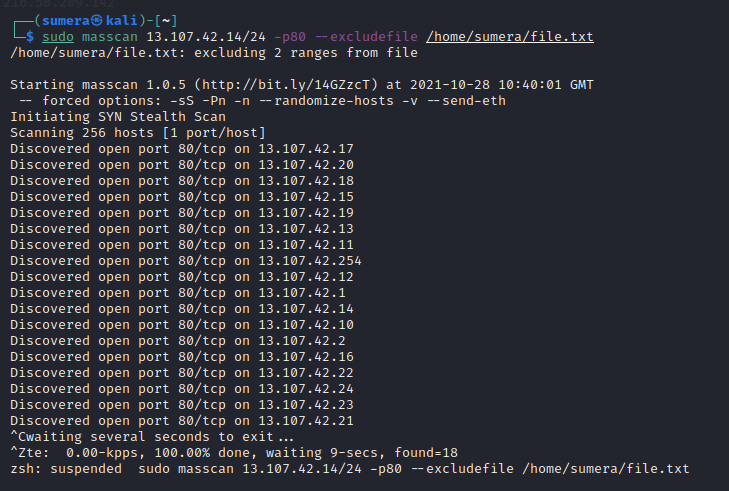 216.58.209.142
┌──(sumera㉿kali)-[~]
└─$ sudo masscan 13.107.42.14/24 -p80 --excludefile /home/sumera/file.txt
/home/sumera/file.txt: excluding 2 ranges from file
Starting masscan 1.0.5 (http://bit.ly/14GZzcT) at 2021-10-28 10:40:01 GMT
 -- forced options: -sS -Pn -n --randomize-hosts -v --send-eth
Initiating SYN Stealth Scan
Scanning 256 hosts [1 port/host]
Discovered open port 80/tcp on 13.107.42.17
Discovered open port 80/tcp on 13.107.42.20
Discovered open port 80/tcp on 13.107.42.18
Discovered open port 80/tcp on 13.107.42.15
Discovered open port 80/tcp on 13.107.42.19
Discovered open port 80/tcp on 13.107.42.13
Discovered open port 80/tcp on 13.107.42.11
Discovered open port 80/tcp on 13.107.42.254
Discovered open port 80/tcp on 13.107.42.12
Discovered open port 80/tcp on 13.107.42.1
Discovered open port 80/tcp on 13.107.42.14
Discovered open port 80/tcp on 13.107.42.10
Discovered open port 80/tcp on 13.107.42.2
Discovered open port 80/tcp on 13.107.42.16
Discovered open port 80/tcp on 13.107.42.22
Discovered open port 80/tcp on 13.107.42.24
Discovered open port 80/tcp on 13.107.42.23
Discovered open port 80/tcp on 13.107.42.21
^Cwaiting several seconds to exit...
^Zte:  0.00-kpps, 100.00% done, waiting 9-secs, found=18
zsh: suspended  sudo masscan 13.107.42.14/24 -p80 --excludefile /home/sumera/file.txt